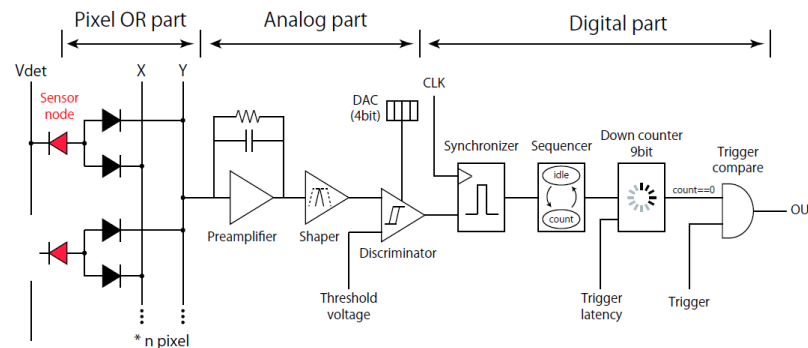 Pixel OR part
Analog part
Digital part
Vdet
X
Y
Sensor
node
DAC
(4bit)
CLK
Synchronizer
Sequencer
Down counter
9bit
Trigger
compare
idle
count
count==0
OU
Preamplifier
Shaper
Discriminator
Threshold
voltage
Trigger
latency
Trigger
* n pixel